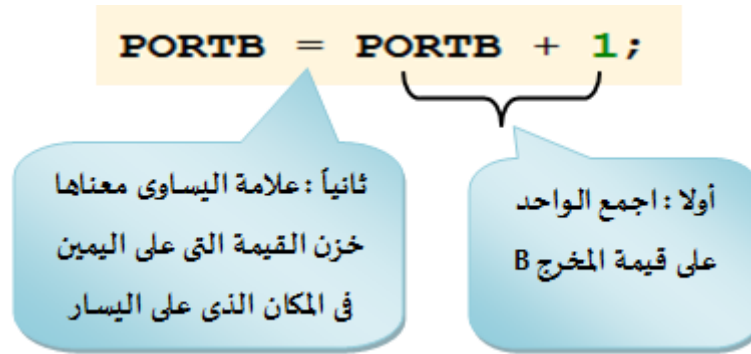 PORTB = PORTB + 1;
أولا : اجمع الواحد
على قيمة المخرج B
ثانياً : علامة اليساوى معناها
خزن القيمة التى على اليمين
فى المكان الذى على اليسار